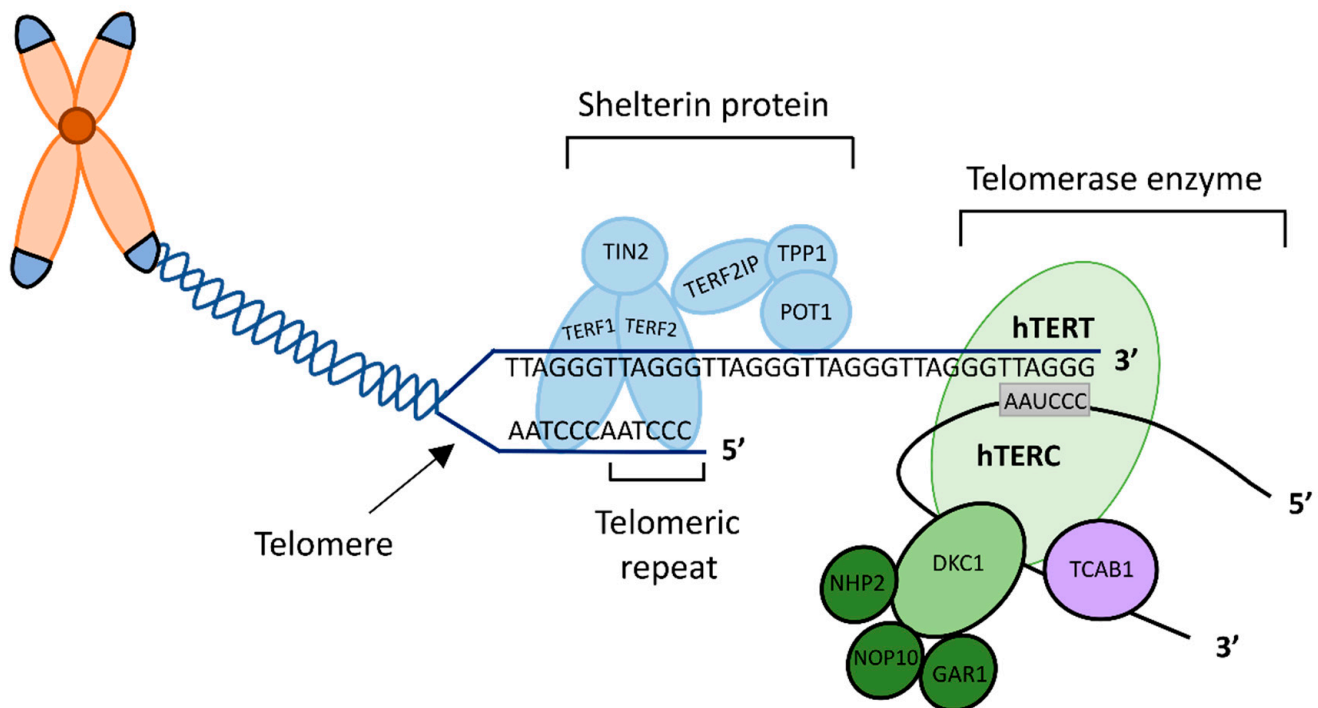 Shelterin protein
Telomerase enzyme
TIN2
TERF2IP
TPP1
TERF1
TERF2
POT1
hTERT
TTAGGGTTAGGGTTAGGGTTAGGGTTAGGGTTAGGG 3’
AAUCCC
AATCCCAATCCC 5’
hTERC
5’
Telomere
Telomeric
repeat
DKC1
TCAB1
NHP2
NOP10
GAR1
3’